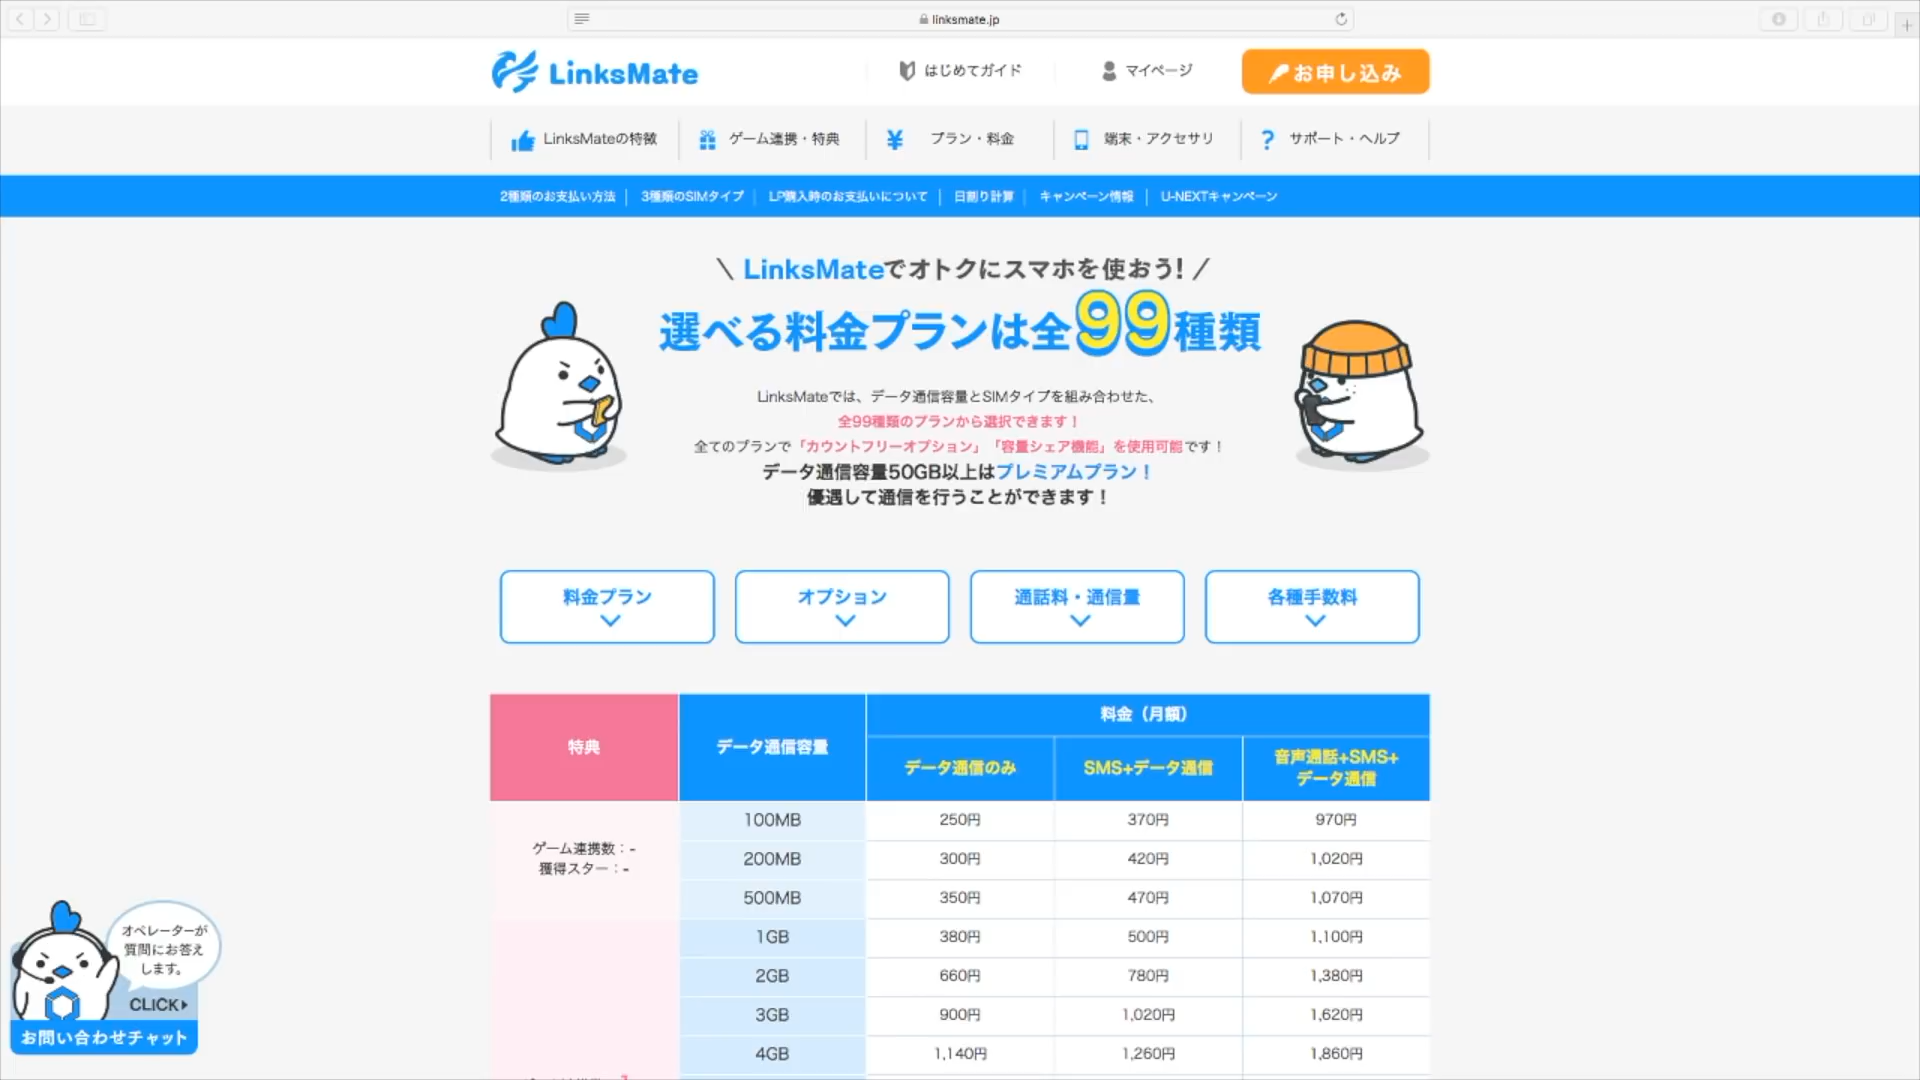 linksmate.jp
LinksMate
はじめてガイド
マイページ
お申し込み
LinksMateの特徴
ゲーム連携・特典
プラン・料金
端末・アクセサリ
サポート・ヘルプ
2種類のお支払い方法
3種類のSIMタイプ
LP購入時のお支払いについて
日割り計算
キャンペーン情報
U-NEXTキャンペーン
\ LinksMateでオトクにスマホを使おう! /
選べる料金プランは全99種類
LinksMateでは、データ通信容量とSIMタイプを組み合わせた、
全99種類のプランから選択できます！
全てのプランで「カウントフリーオプション」「容量シェア機能」を使用可能です！
データ通信容量50GB以上はプレミアムプラン！
優遇して通信を行うことができます！
料金プラン
オプション
通話料・通信量
各種手数料
特典
データ通信容量
料金（月額）
データ通信のみ
SMS+データ通信
音声通話+SMS+
データ通信
ゲーム連携数：-
獲得スター：-
100MB 250円 370円 970円
200MB 300円 420円 1,020円
500MB 350円 470円 1,070円
1GB 380円 500円 1,100円
2GB 660円 780円 1,380円
3GB 900円 1,020円 1,620円
4GB 1,140円 1,260円 1,860円
オペレーターが
質問にお答え
します。
CLICK
お問い合わせチャット